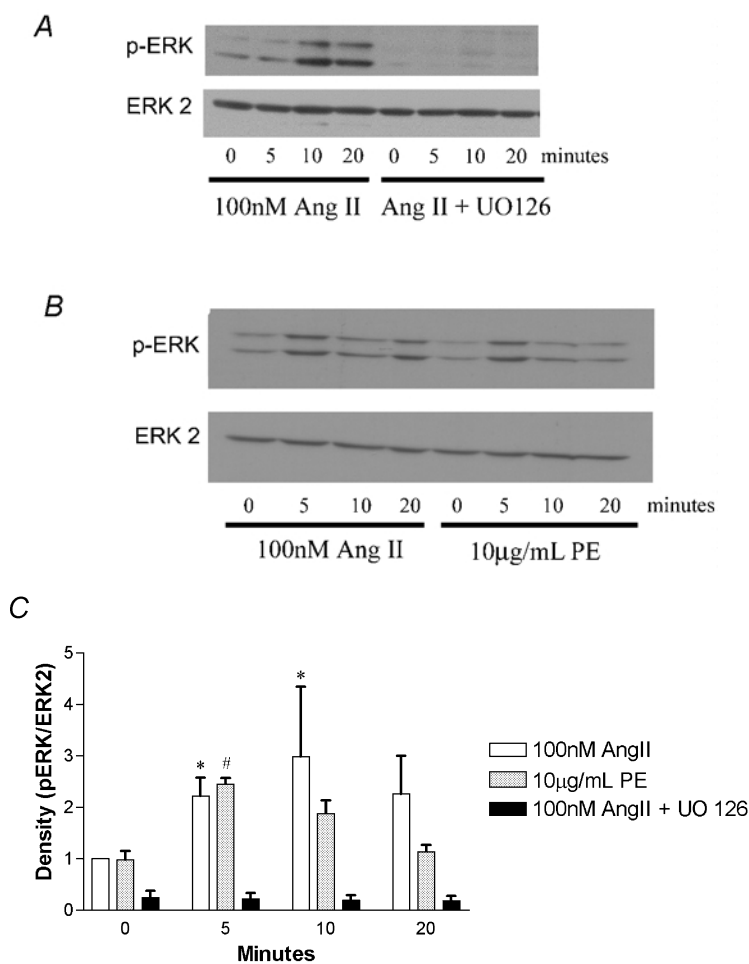 A
p-ERK
ERK 2
0 5 10 20 0 5 10 20 minutes
100nM Ang II Ang II + UO126
B
p-ERK
ERK 2
0 5 10 20 0 5 10 20 minutes
100nM Ang II 10µg/mL PE
C
Density (pERK/ERK2)
5
4
3
2
1
0
* # *
0 5 10 20
Minutes
100nM AngII
10µg/mL PE
100nM AngII + UO 126